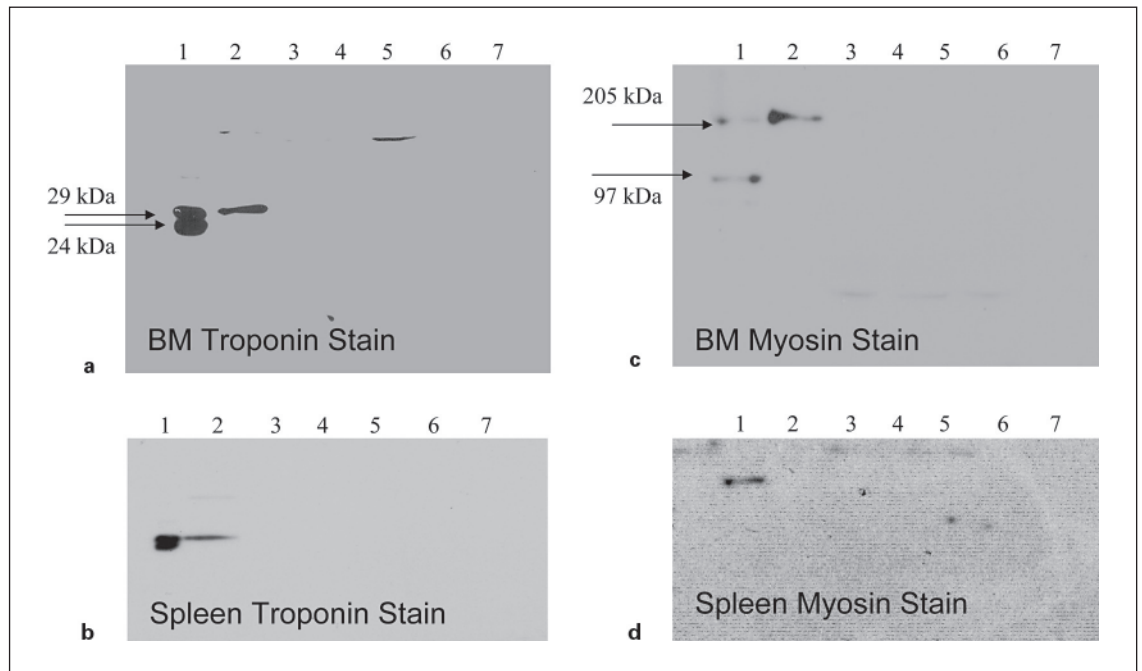 1 2 3 4 5 6 7
29 kDa
24 kDa
BM Troponin Stain
a
1 2 3 4 5 6 7
205 kDa
97 kDa
BM Myosin Stain
c
1 2 3 4 5 6 7
Spleen Troponin Stain
b
1 2 3 4 5 6 7
Spleen Myosin Stain
d